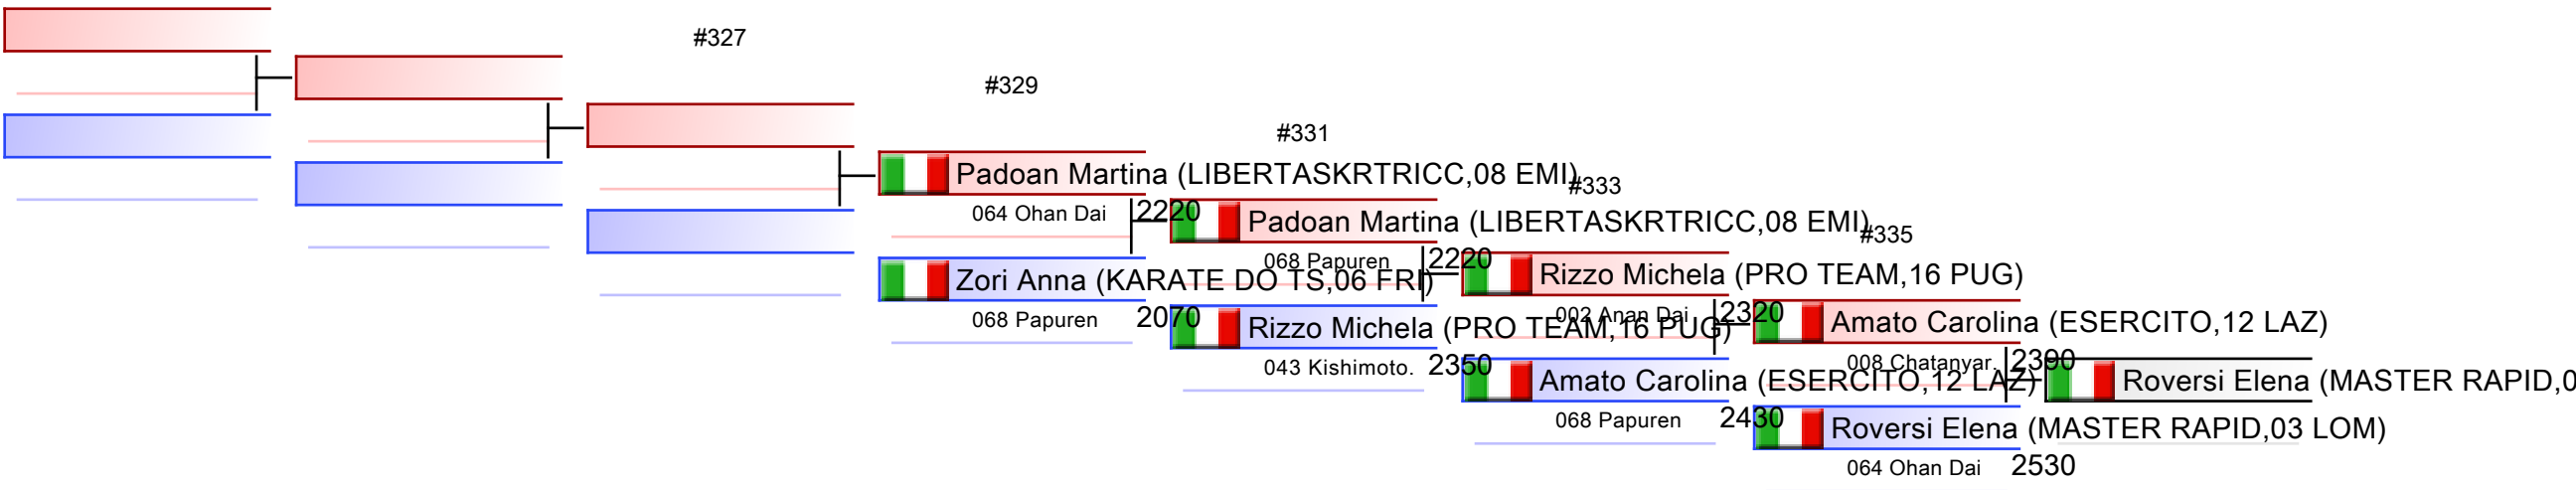 #327
#329
#331
Padoan Martina (LIBERTASKRTRICC,08 EMI)
#333
064 Ohan Dai 2220
Padoan Martina (LIBERTASKRTRICC,08 EMI)
#335
068 Papuren 2220
Zori Anna (KARATE DO TS,06 FRI)
Rizzo Michela (PRO TEAM,16 PUG)
068 Papuren 2070
002 Anan Dai 2320
Rizzo Michela (PRO TEAM,16 PUG)
Amato Carolina (ESERCITO,12 LAZ)
043 Kishimoto. 2350
008 Chatanyar. 2390
Amato Carolina (ESERCITO,12 LAZ)
Roversi Elena (MASTER RAPID,0
068 Papuren 2430
Roversi Elena (MASTER RAPID,03 LOM)
064 Ohan Dai 2530